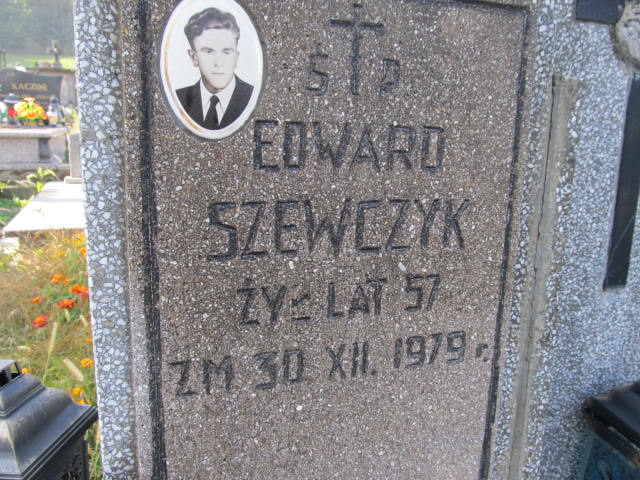 Ś P
EDWARD
SZEWCZYK
ŻYŁ LAT 57
ZM 30 XII. 1979 r.
KACZOR